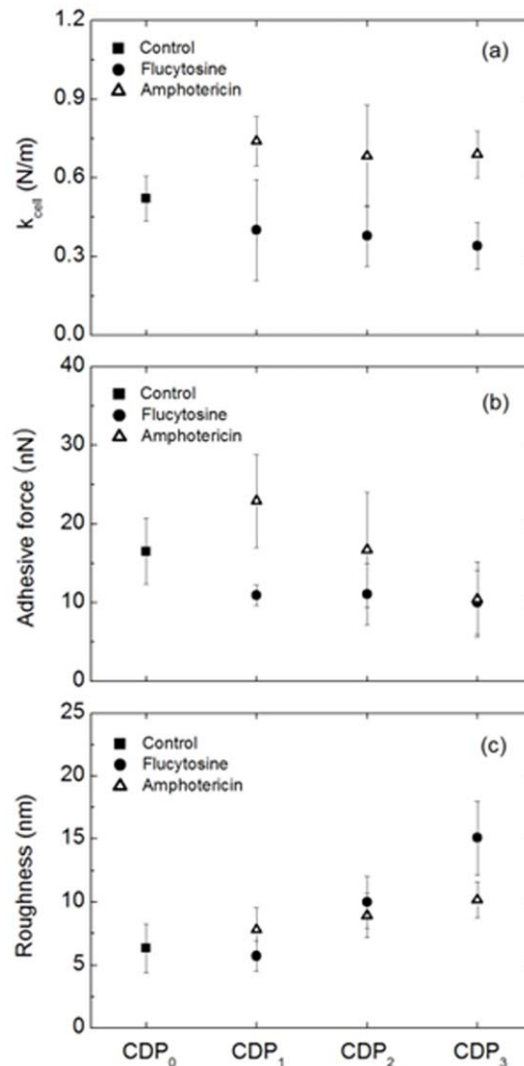 1.2
0.9
0.6
0.3
0.0
k_cell (N/m)
Control
Flucytosine
Amphotericin
(a)
40
30
20
10
0
Adhesive force (nN)
Control
Flucytosine
Amphotericin
(b)
25
20
15
10
5
0
Roughness (nm)
Control
Flucytosine
Amphotericin
(c)
CDP₀ CDP₁ CDP₂ CDP₃